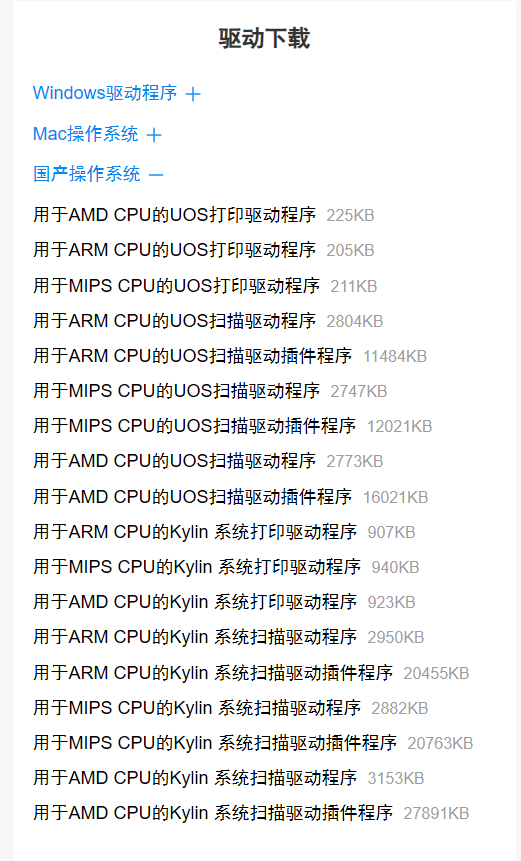 驱动下载
Windows驱动程序 +
Mac操作系统 +
国产操作系统 —
用于AMD CPU的UOS打印驱动程序 225KB
用于ARM CPU的UOS打印驱动程序 205KB
用于MIPS CPU的UOS打印驱动程序 211KB
用于ARM CPU的UOS扫描驱动程序 2804KB
用于ARM CPU的UOS扫描驱动插件程序 11484KB
用于MIPS CPU的UOS扫描驱动程序 2747KB
用于MIPS CPU的UOS扫描驱动插件程序 12021KB
用于AMD CPU的UOS扫描驱动程序 2773KB
用于AMD CPU的UOS扫描驱动插件程序 16021KB
用于ARM CPU的Kylin 系统打印驱动程序 907KB
用于MIPS CPU的Kylin 系统打印驱动程序 940KB
用于AMD CPU的Kylin 系统打印驱动程序 923KB
用于ARM CPU的Kylin 系统扫描驱动程序 2950KB
用于ARM CPU的Kylin 系统扫描驱动插件程序 20455KB
用于MIPS CPU的Kylin 系统扫描驱动程序 2882KB
用于MIPS CPU的Kylin 系统扫描驱动插件程序 20763KB
用于AMD CPU的Kylin 系统扫描驱动程序 3153KB
用于AMD CPU的Kylin 系统扫描驱动插件程序 27891KB